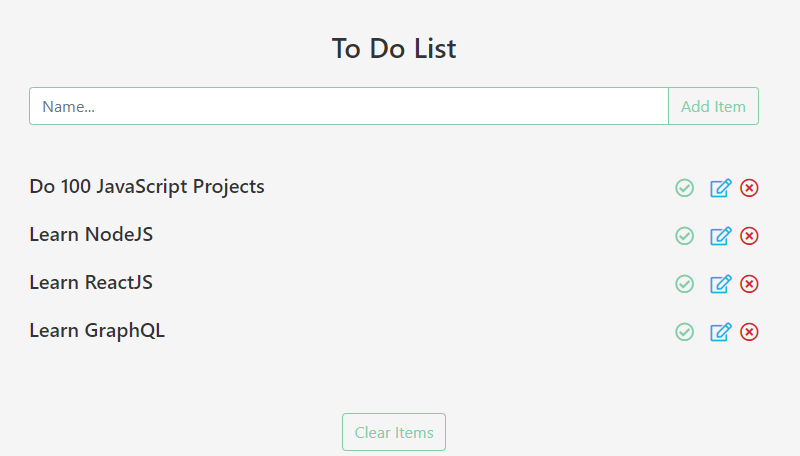 To Do List
Name...
Add Item
Do 100 JavaScript Projects
Learn NodeJS
Learn ReactJS
Learn GraphQL
Clear Items